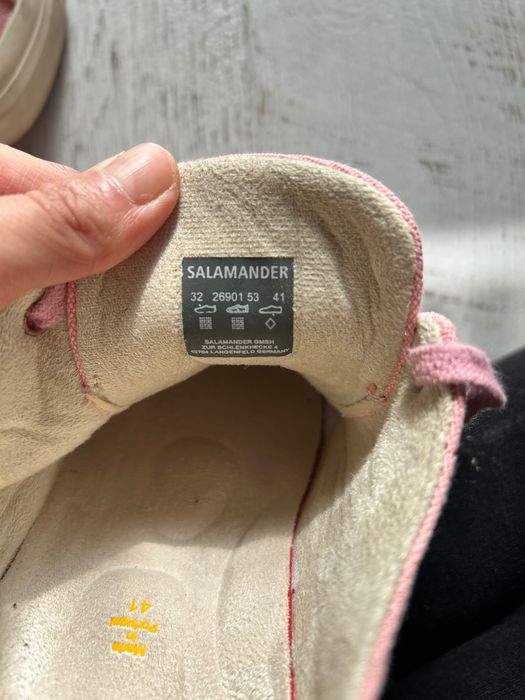 SALAMANDER
32 26901 53 41
SALAMANDER GMBH
ZUR SCHLENKHECKE 4
40764 LANGENFELD GERMANY
Made
in
Portugal
41